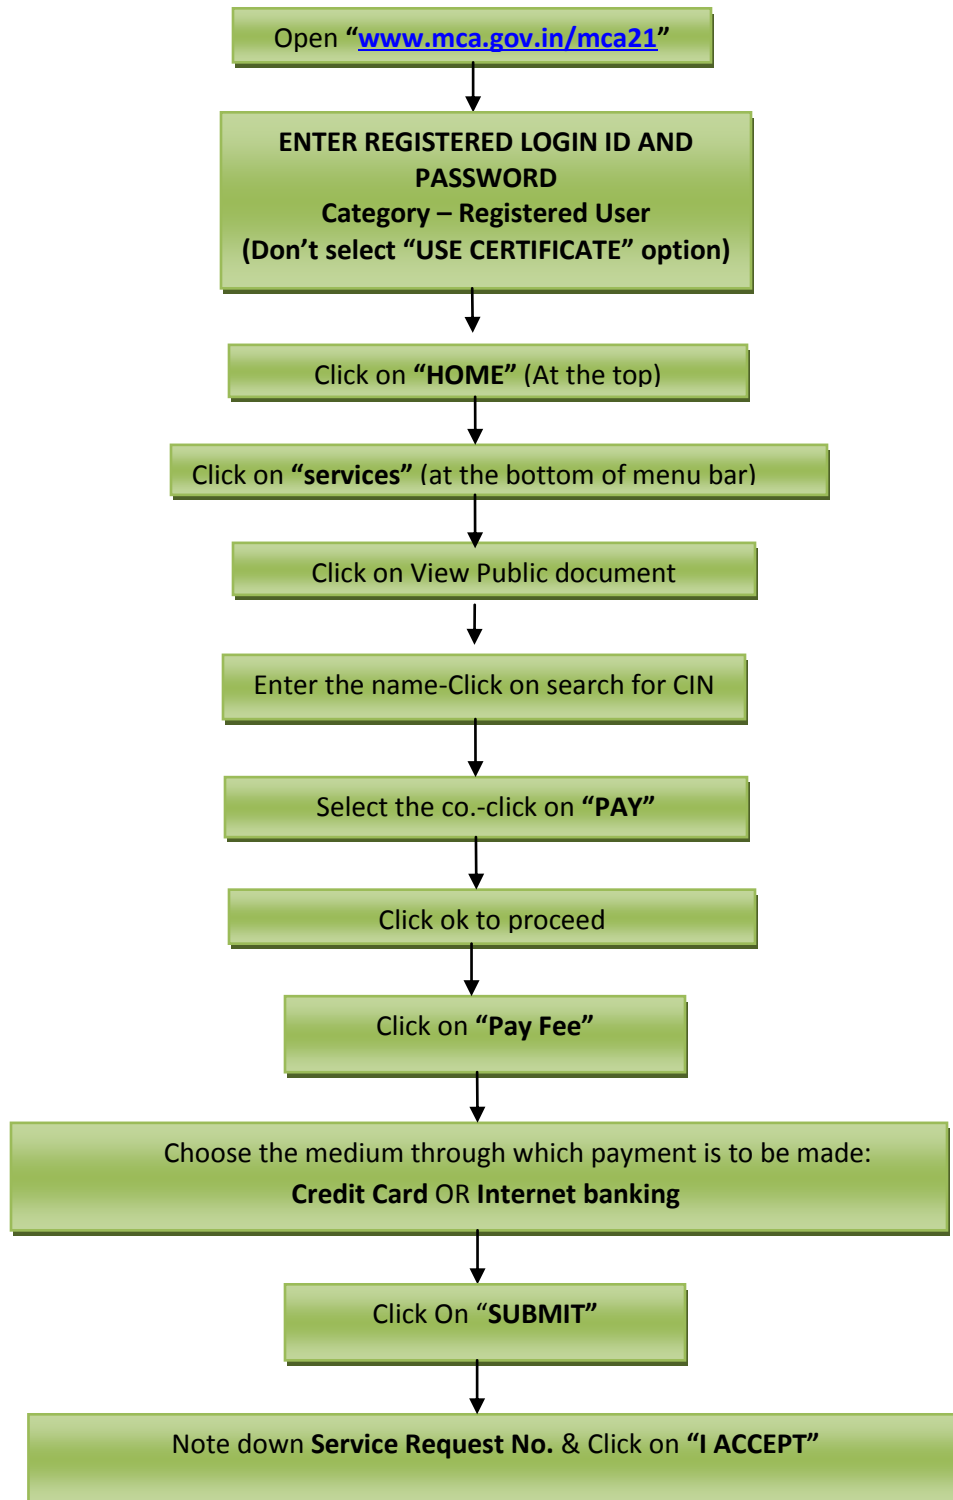 Open “www.mca.gov.in/mca21”
ENTER REGISTERED LOGIN ID AND
PASSWORD
Category – Registered User
(Don’t select “USE CERTIFICATE” option)
Click on “HOME” (At the top)
Click on “services” (at the bottom of menu bar)
Click on View Public document
Enter the name-Click on search for CIN
Select the co.-click on “PAY”
Click ok to proceed
Click on “Pay Fee”
Choose the medium through which payment is to be made:
Credit Card OR Internet banking
Click On “SUBMIT”
Note down Service Request No. & Click on “I ACCEPT”